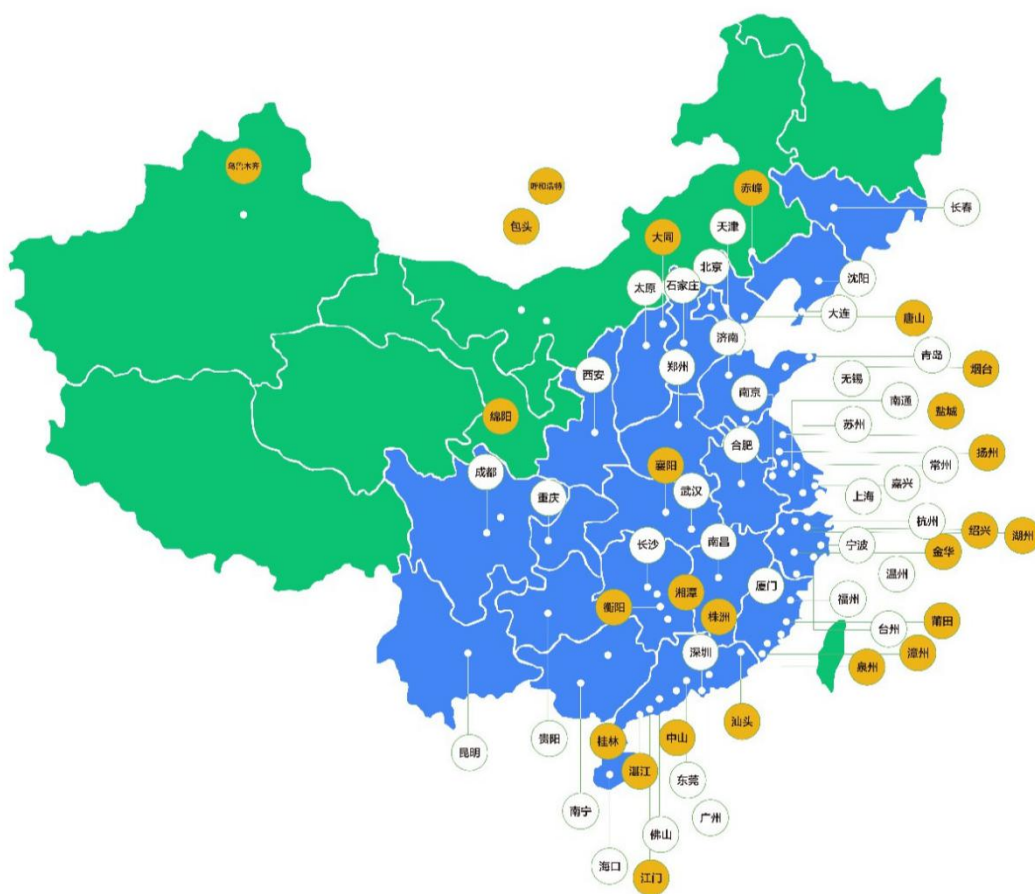 乌鲁木齐
呼和浩特
赤峰
长春
包头
天津
大同
北京
沈阳
太原
石家庄
大连
唐山
济南
青岛
郑州
西安
无锡
烟台
南京
南通
盐城
绵阳
苏州
合肥
扬州
襄阳
常州
成都
武汉
嘉兴
重庆
上海
杭州
绍兴
湖州
长沙
南昌
宁波
金华
温州
厦门
湘潭
福州
衡阳
株洲
莆田
台州
深圳
漳州
泉州
汕头
昆明
贵阳
桂林
中山
湛江
东莞
南宁
广州
佛山
海口
江门